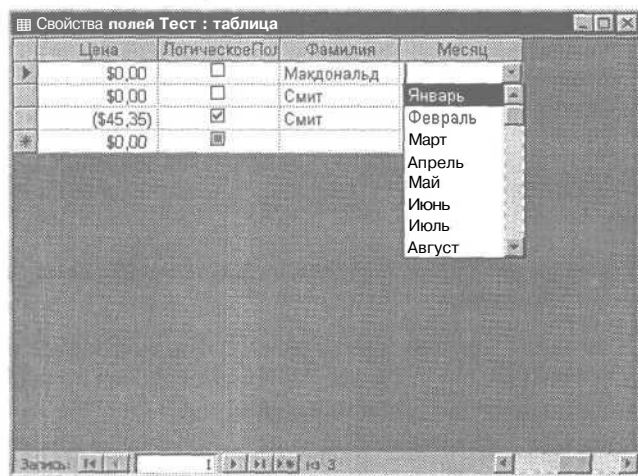 Свойства полей Тест : таблица
Цена ЛогическоеПол Фамилия Месяц
$0,00 Макдональд
$0,00 Смит Январь
($45,35) Смит Февраль
$0,00 Март
Апрель
Май
Июнь
Июль
Август
Запись: 1 из 3